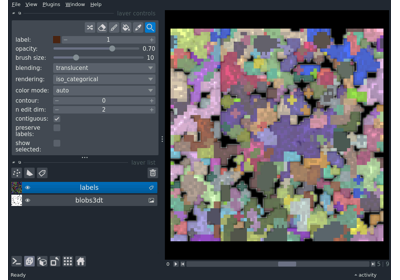 File View Plugins Window Help
layer controls
label: 1
opacity: 0.70
brush size: 10
blending: translucent
rendering: iso_categorical
color mode: auto
contour: 0
n edit dim: 2
contiguous:
preserve
labels:
show
selected:
layer list
labels
blobs3dt
Ready
activity